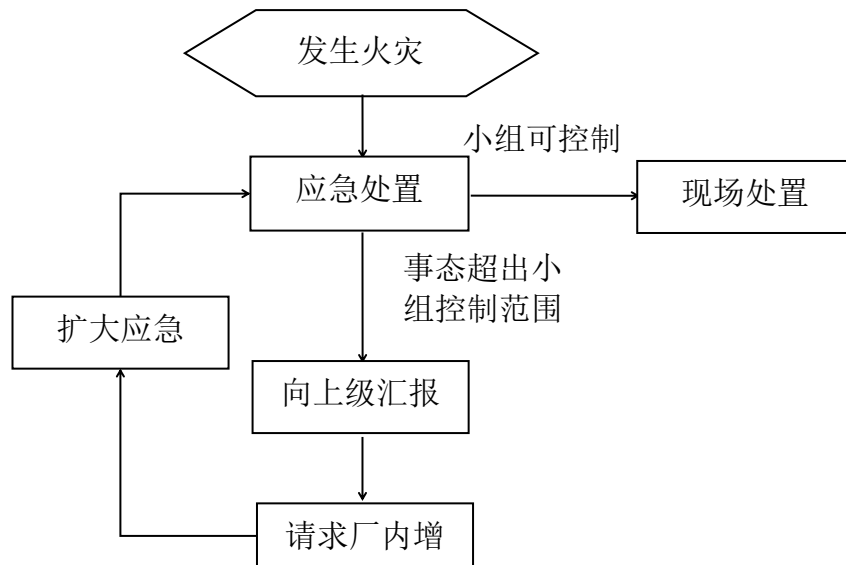 发生火灾
小组可控制
应急处置
现场处置
事态超出小
组控制范围
扩大应急
向上级汇报
请求厂内增